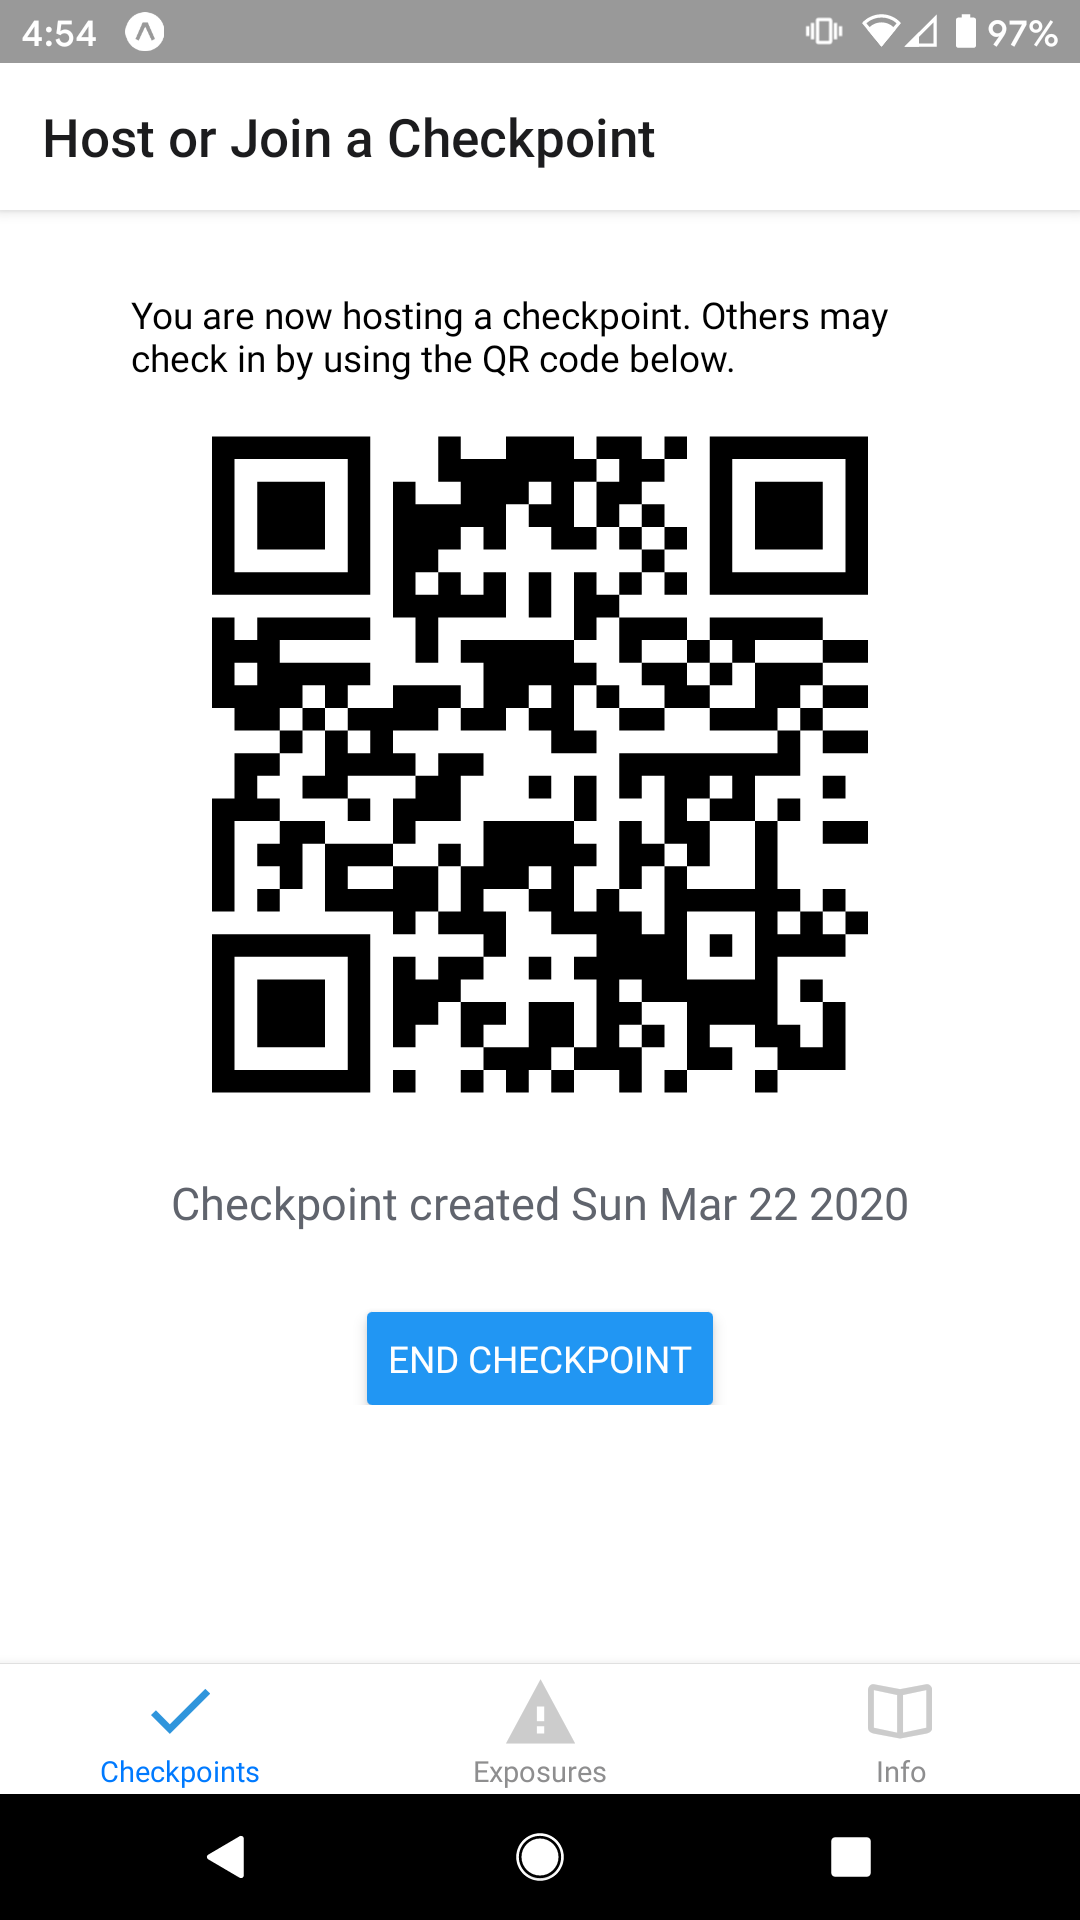 4:54
97%
Host or Join a Checkpoint
You are now hosting a checkpoint. Others may
check in by using the QR code below.
Checkpoint created Sun Mar 22 2020
END CHECKPOINT
Checkpoints
Exposures
Info